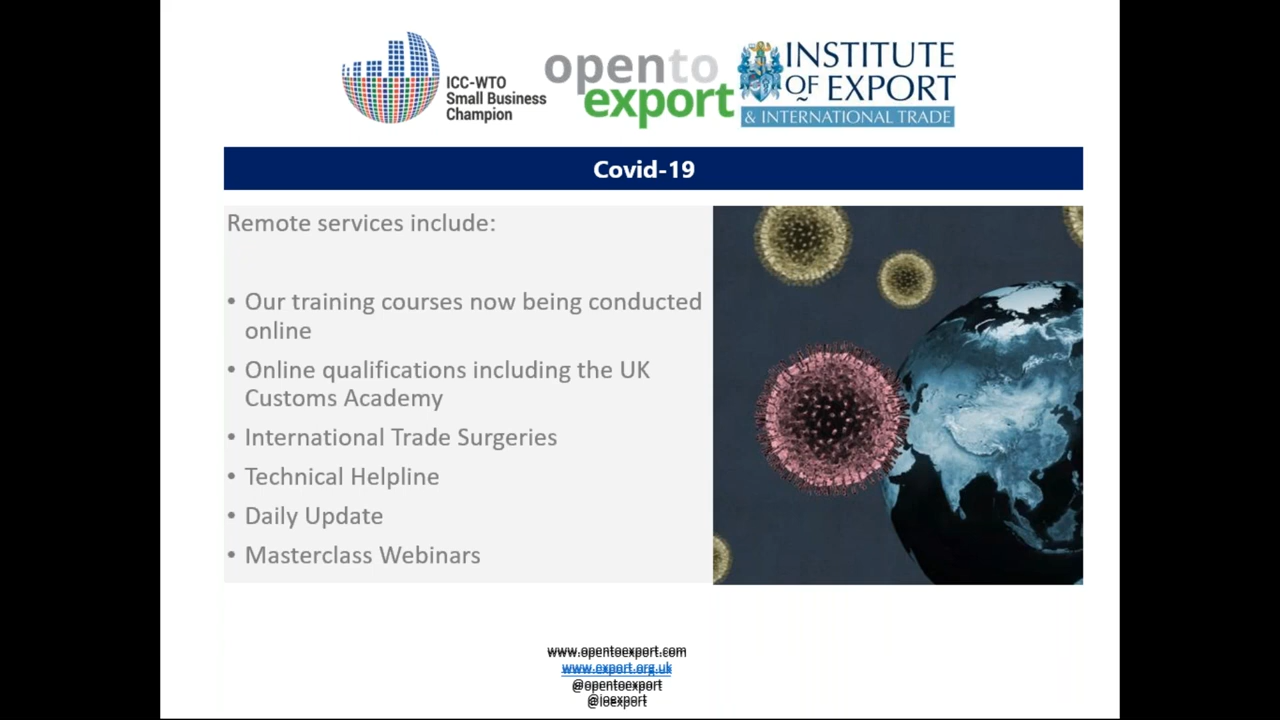 ICC-WTO
Small Business
Champion
opento
export
INSTITUTE
OF EXPORT
& INTERNATIONAL TRADE
Covid-19
Remote services include:
• Our training courses now being conducted
online
• Online qualifications including the UK
Customs Academy
• International Trade Surgeries
• Technical Helpline
• Daily Update
• Masterclass Webinars
www.opentoexport.com
www.export.org.uk
@opentoexport
@ioexport